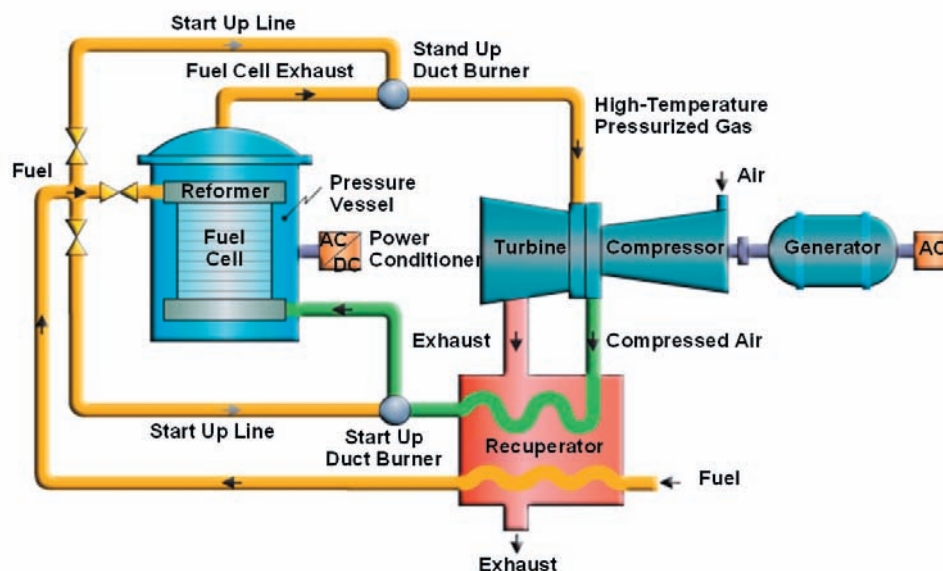 Start Up Line
Stand Up
Duct Burner
Fuel Cell Exhaust
High-Temperature
Pressurized Gas
Fuel
Reformer
Pressure
Vessel
Air
Fuel
Cell
AC
DC
Power
Conditioner
Turbine
Compressor
Generator
AC
Exhaust
Compressed Air
Start Up Line
Start Up
Duct Burner
Recuperator
Fuel
Exhaust